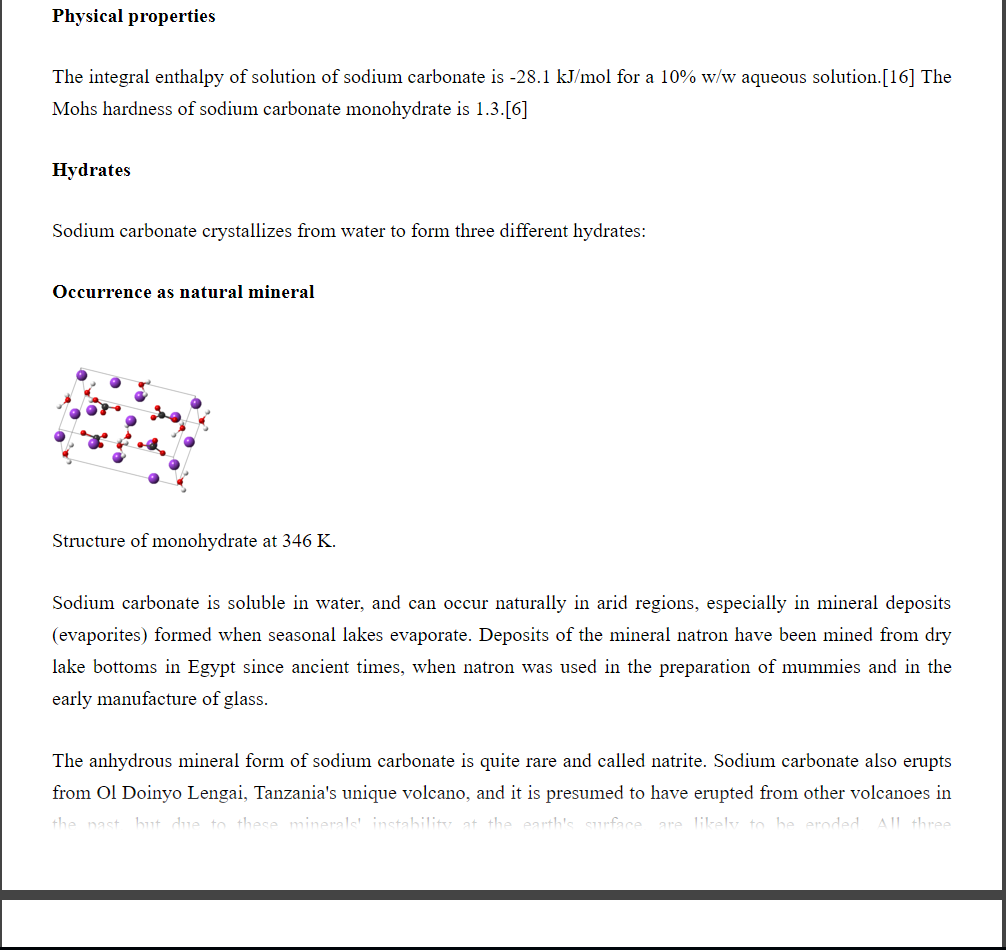 Physical properties
The integral enthalpy of solution of sodium carbonate is -28.1 kJ/mol for a 10% w/w aqueous solution.[16] The
Mohs hardness of sodium carbonate monohydrate is 1.3.[6]
Hydrates
Sodium carbonate crystallizes from water to form three different hydrates:
Occurrence as natural mineral
Structure of monohydrate at 346 K.
Sodium carbonate is soluble in water, and can occur naturally in arid regions, especially in mineral deposits
(evaporites) formed when seasonal lakes evaporate. Deposits of the mineral natron have been mined from dry
lake bottoms in Egypt since ancient times, when natron was used in the preparation of mummies and in the
early manufacture of glass.
The anhydrous mineral form of sodium carbonate is quite rare and called natrite. Sodium carbonate also erupts
from Ol Doinyo Lengai, Tanzania's unique volcano, and it is presumed to have erupted from other volcanoes in
the past, but due to these minerals' instability at the earth's surface, are likely to be eroded. All three